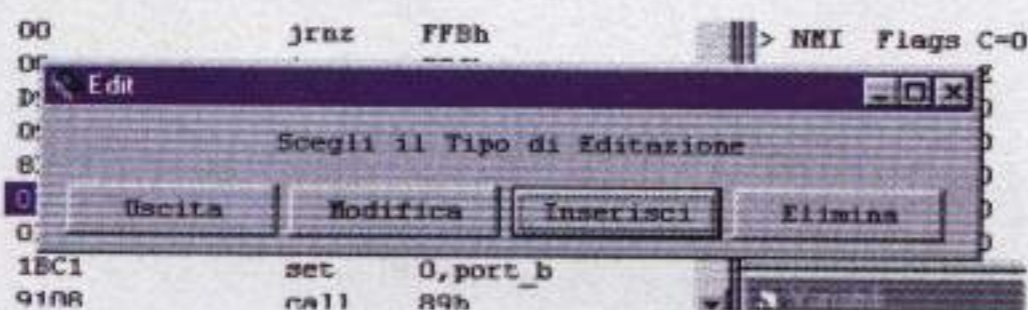 00 jrnz FFBh
> NMI Flags C=0
Edit
Scegli il Tipo di Editazione
Uscita Modifica Inserisci Elimina
1BC1 set 0,port_b
910A call 89h